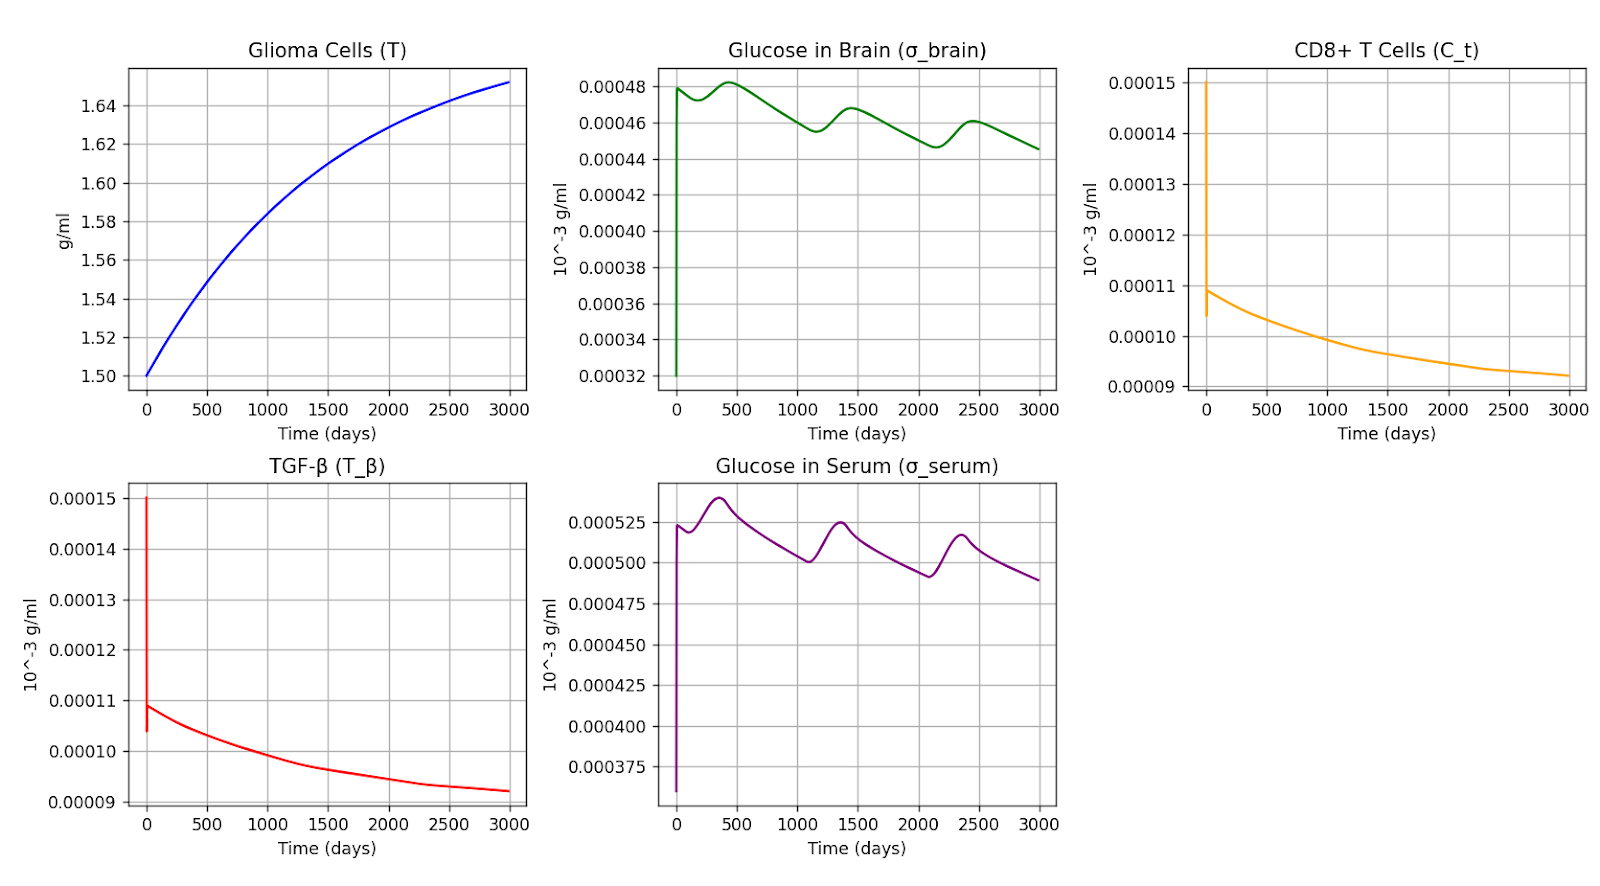 Glioma Cells (T)
g/ml
1.64
1.62
1.60
1.58
1.56
1.54
1.52
1.50
0 500 1000 1500 2000 2500 3000
Time (days)
Glucose in Brain (σ_brain)
10^-3 g/ml
0.00048
0.00046
0.00044
0.00042
0.00040
0.00038
0.00036
0.00034
0.00032
0 500 1000 1500 2000 2500 3000
Time (days)
CD8+ T Cells (C_t)
10^-3 g/ml
0.00015
0.00014
0.00013
0.00012
0.00011
0.00010
0.00009
0 500 1000 1500 2000 2500 3000
Time (days)
TGF-β (T_β)
10^-3 g/ml
0.00015
0.00014
0.00013
0.00012
0.00011
0.00010
0.00009
0 500 1000 1500 2000 2500 3000
Time (days)
Glucose in Serum (σ_serum)
10^-3 g/ml
0.000525
0.000500
0.000475
0.000450
0.000425
0.000400
0.000375
0 500 1000 1500 2000 2500 3000
Time (days)